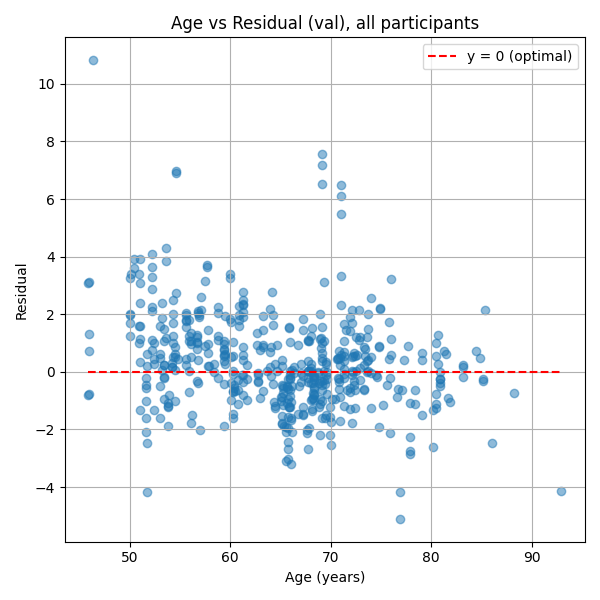 Age vs Residual (val), all participants
y = 0 (optimal)
Residual
10
8
6
4
2
0
−2
−4
50 60 70 80 90
Age (years)